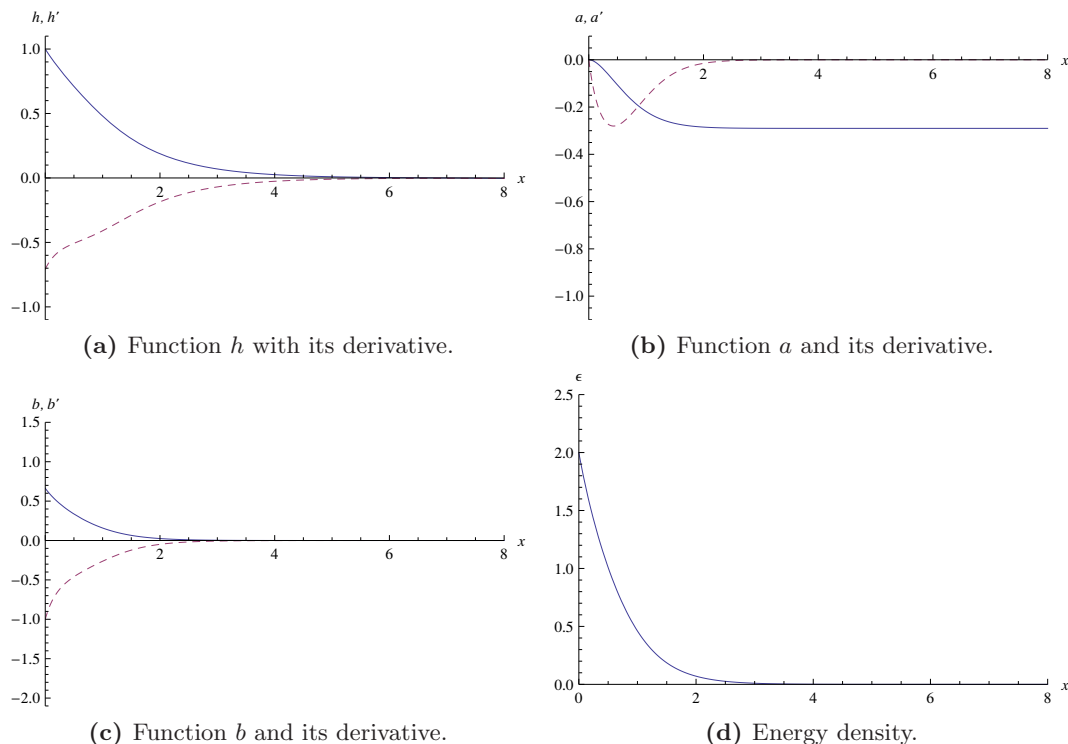 h, h′
1.0
0.5
0.0
−0.5
−1.0
2 4 6 8 x
(a) Function h with its derivative.
a, a′
0.0
−0.2
−0.4
−0.6
−0.8
−1.0
2 4 6 8 x
(b) Function a and its derivative.
b, b′
1.5
1.0
0.5
0.0
−0.5
−1.0
−1.5
−2.0
2 4 6 8 x
(c) Function b and its derivative.
ϵ
2.5
2.0
1.5
1.0
0.5
0.0
0 2 4 6 8 x
(d) Energy density.